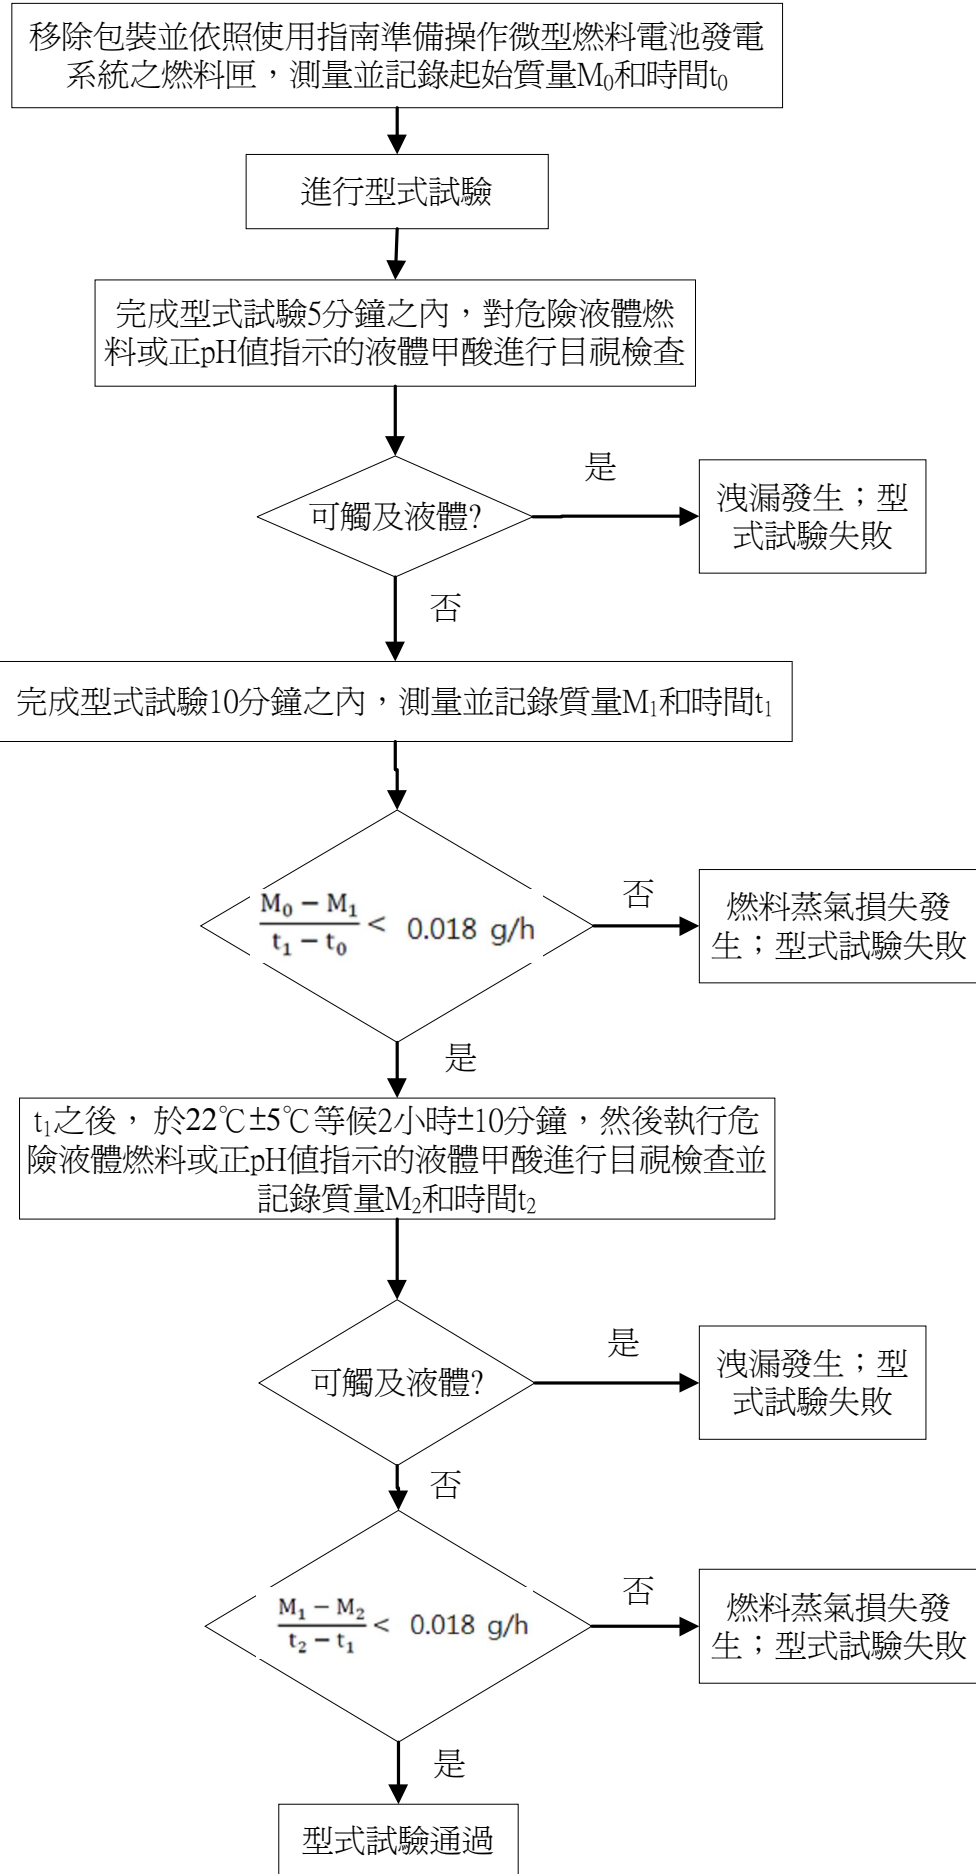 移除包裝並依照使用指南準備操作微型燃料電池發電
系統之燃料匣，測量並記錄起始質量M₀和時間t₀
進行型式試驗
完成型式試驗5分鐘之內，對危險液體燃
料或正pH值指示的液體甲酸進行目視檢查
可觸及液體?
是
洩漏發生；型
式試驗失敗
否
完成型式試驗10分鐘之內，測量並記錄質量M₁和時間t₁
(M₀ − M₁)/(t₁ − t₀) < 0.018 g/h
否
燃料蒸氣損失發
生；型式試驗失敗
是
t₁之後，於22℃±5℃等候2小時±10分鐘，然後執行危
險液體燃料或正pH值指示的液體甲酸進行目視檢查並
記錄質量M₂和時間t₂
可觸及液體?
是
洩漏發生；型
式試驗失敗
否
(M₁ − M₂)/(t₂ − t₁) < 0.018 g/h
否
燃料蒸氣損失發
生；型式試驗失敗
是
型式試驗通過